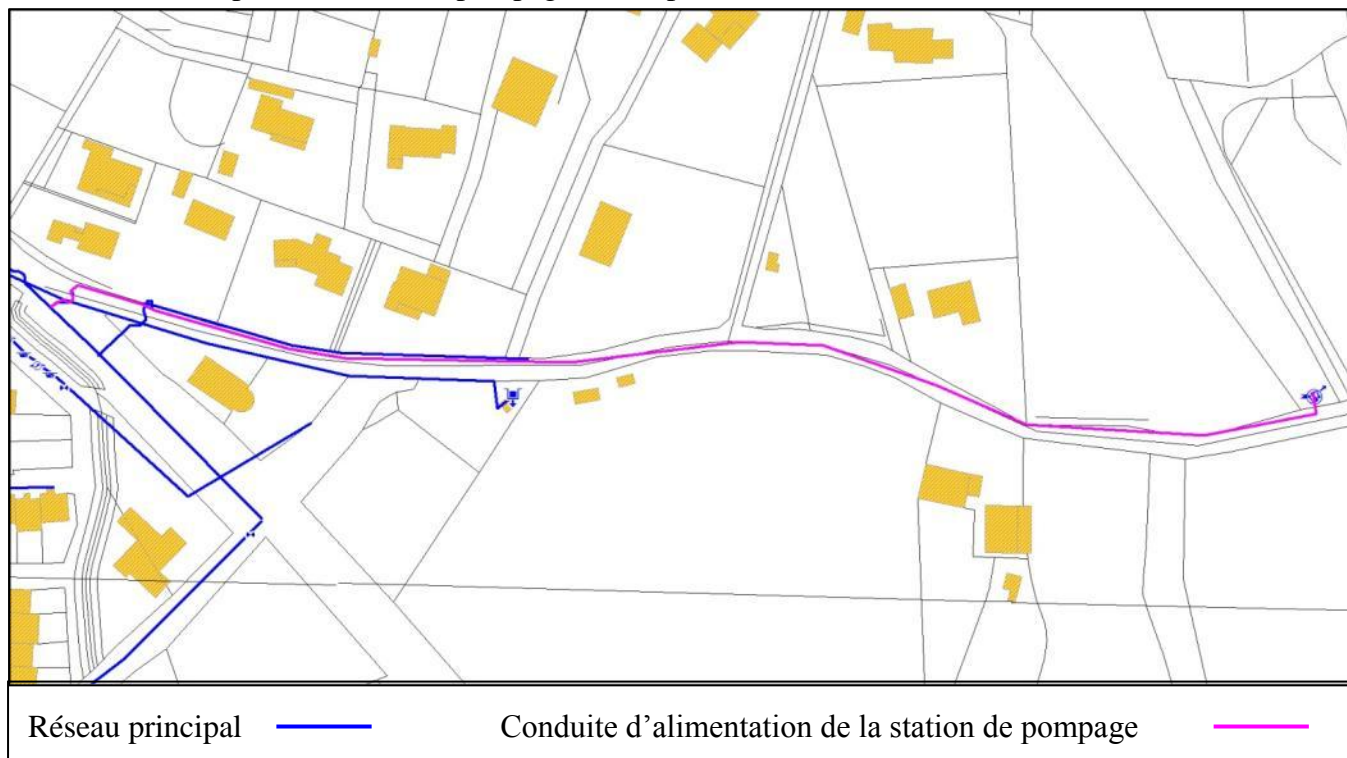 Réseau principal
Conduite d’alimentation de la station de pompage